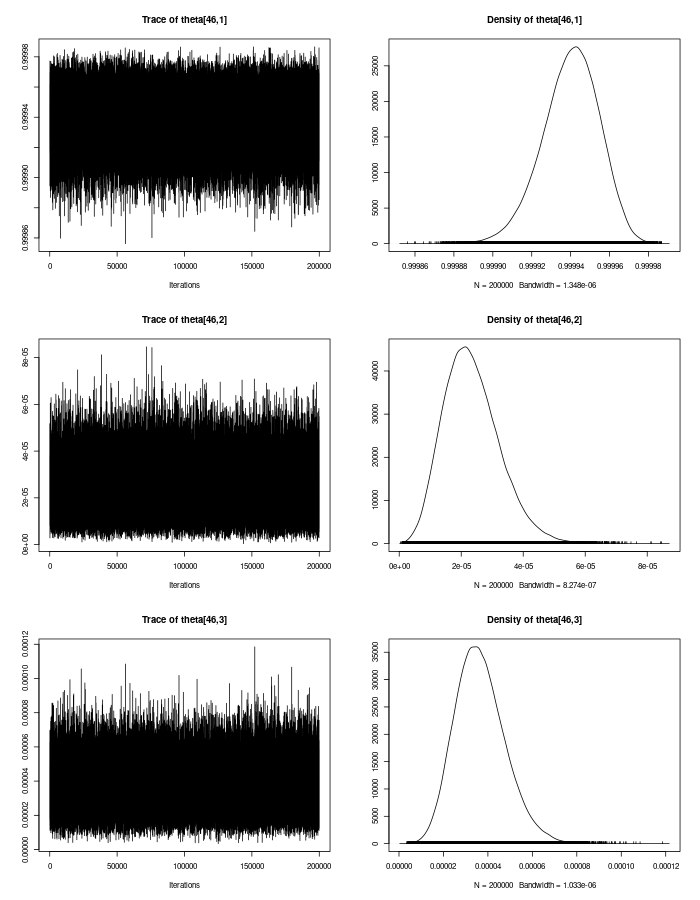 Trace of theta[46,1]
0.99986 0.99990 0.99994 0.99998
0 50000 100000 150000 200000
Iterations
Density of theta[46,1]
0 5000 10000 15000 20000 25000
0.99986 0.99988 0.99990 0.99992 0.99994 0.99996 0.99998
N = 200000 Bandwidth = 1.348e-06
Trace of theta[46,2]
0e+00 2e-05 4e-05 6e-05 8e-05
0 50000 100000 150000 200000
Iterations
Density of theta[46,2]
0 10000 20000 30000 40000
0e+00 2e-05 4e-05 6e-05 8e-05
N = 200000 Bandwidth = 8.274e-07
Trace of theta[46,3]
0.00000 0.00002 0.00004 0.00006 0.00008 0.00010 0.00012
0 50000 100000 150000 200000
Iterations
Density of theta[46,3]
0 5000 10000 15000 20000 25000 30000 35000
0.00000 0.00002 0.00004 0.00006 0.00008 0.00010 0.00012
N = 200000 Bandwidth = 1.033e-06